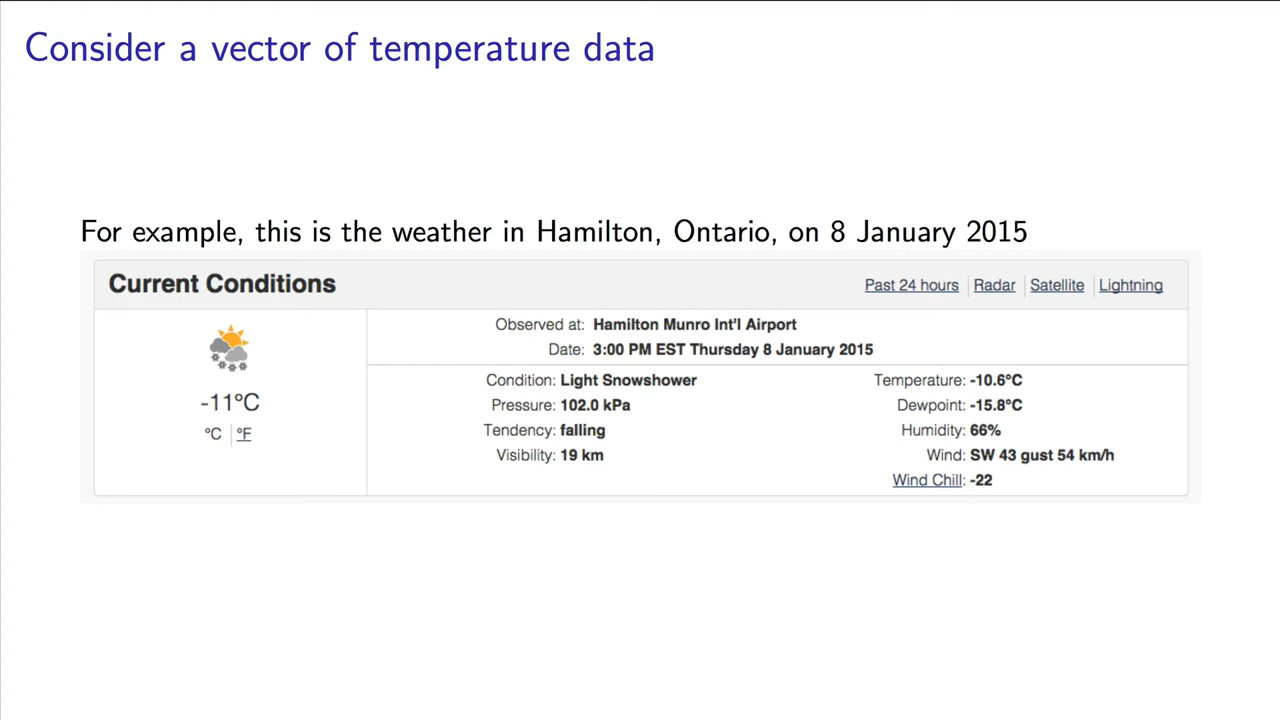 Consider a vector of temperature data
For example, this is the weather in Hamilton, Ontario, on 8 January 2015
Current Conditions
Past 24 hours Radar Satellite Lightning
-11°C
°C °F
Observed at: Hamilton Munro Int'l Airport
Date: 3:00 PM EST Thursday 8 January 2015
Condition: Light Snowshower
Pressure: 102.0 kPa
Tendency: falling
Visibility: 19 km
Temperature: -10.6°C
Dewpoint: -15.8°C
Humidity: 66%
Wind: SW 43 gust 54 km/h
Wind Chill: -22